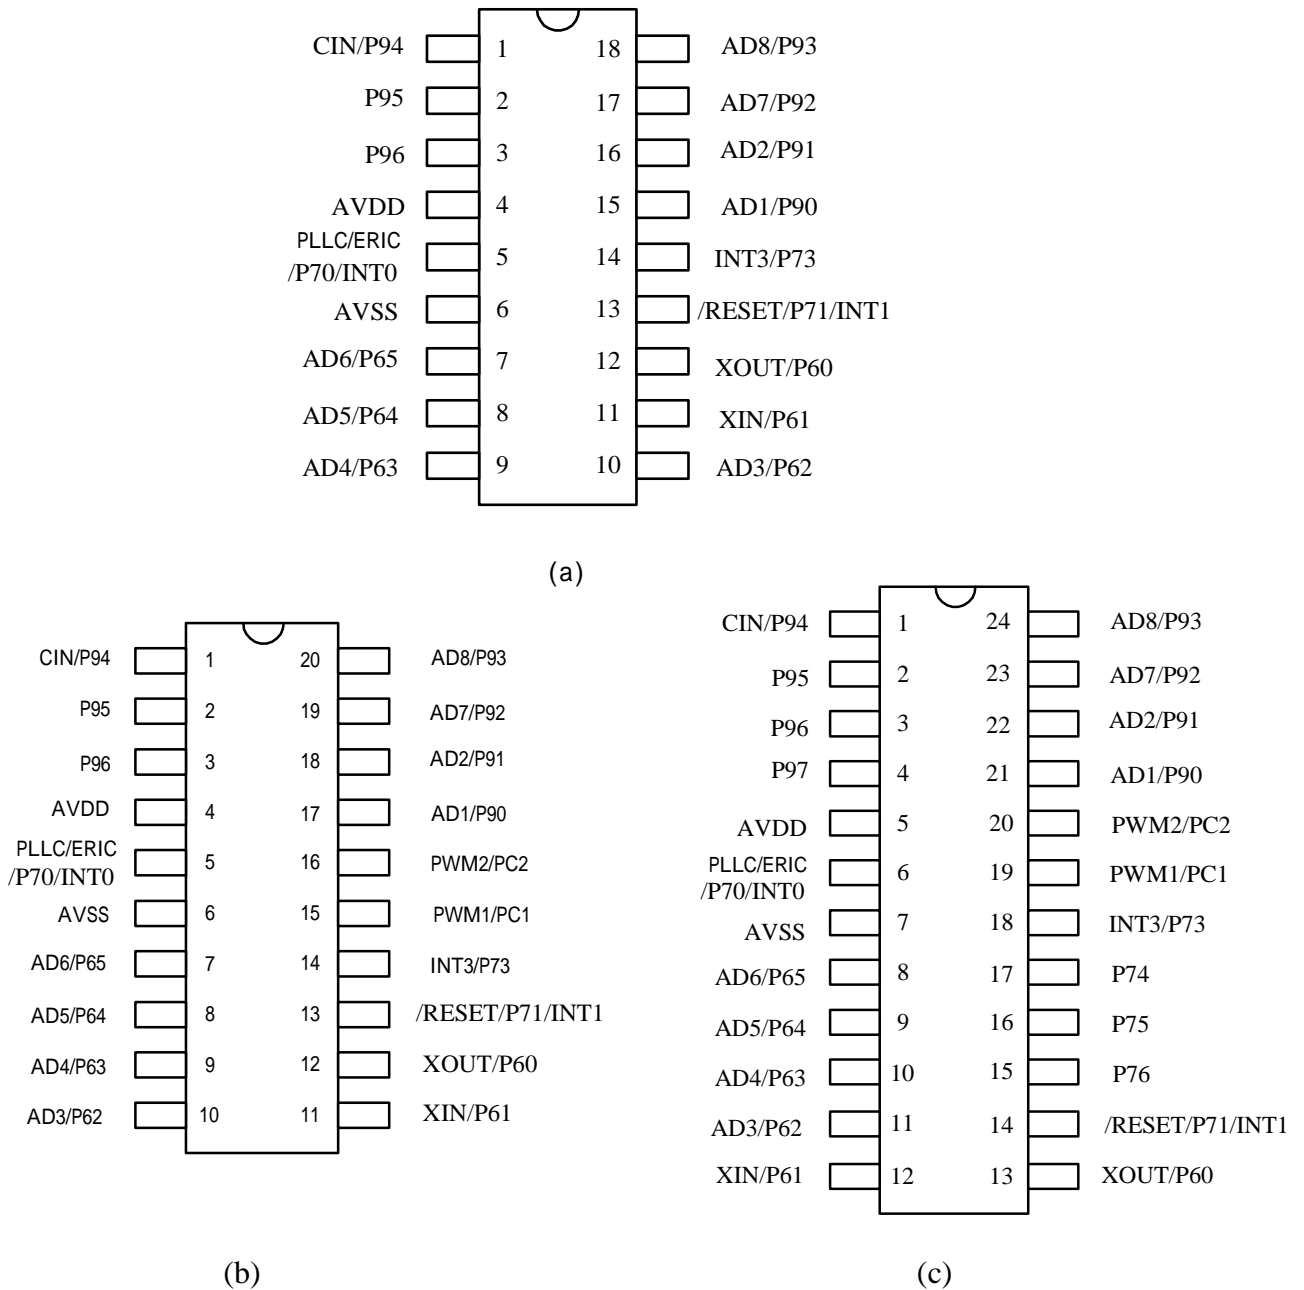 CIN/P94 1 18 AD8/P93
P95 2 17 AD7/P92
P96 3 16 AD2/P91
AVDD 4 15 AD1/P90
PLLC/ERIC
/P70/INT0 5 14 INT3/P73
AVSS 6 13 /RESET/P71/INT1
AD6/P65 7 12 XOUT/P60
AD5/P64 8 11 XIN/P61
AD4/P63 9 10 AD3/P62
(a)
CIN/P94 1 20 AD8/P93
P95 2 19 AD7/P92
P96 3 18 AD2/P91
AVDD 4 17 AD1/P90
PLLC/ERIC
/P70/INT0 5 16 PWM2/PC2
AVSS 6 15 PWM1/PC1
AD6/P65 7 14 INT3/P73
AD5/P64 8 13 /RESET/P71/INT1
AD4/P63 9 12 XOUT/P60
AD3/P62 10 11 XIN/P61
(b)
CIN/P94 1 24 AD8/P93
P95 2 23 AD7/P92
P96 3 22 AD2/P91
P97 4 21 AD1/P90
AVDD 5 20 PWM2/PC2
PLLC/ERIC
/P70/INT0 6 19 PWM1/PC1
AVSS 7 18 INT3/P73
AD6/P65 8 17 P74
AD5/P64 9 16 P75
AD4/P63 10 15 P76
AD3/P62 11 14 /RESET/P71/INT1
XIN/P61 12 13 XOUT/P60
(c)